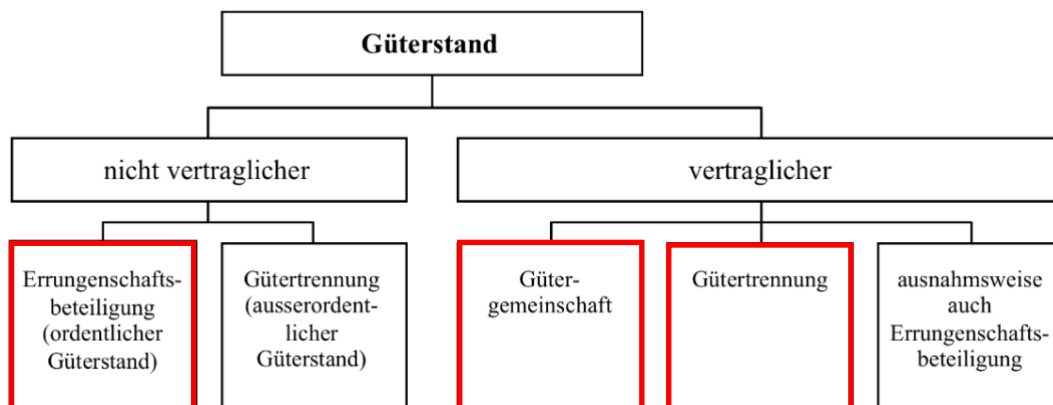 Güterstand
nicht vertraglicher
vertraglicher
Errungenschafts-
beteiligung
(ordentlicher
Güterstand)
Gütertrennung
(ausserordent-
licher
Güterstand)
Güter-
gemeinschaft
Gütertrennung
ausnahmsweise
auch
Errungenschafts-
beteiligung